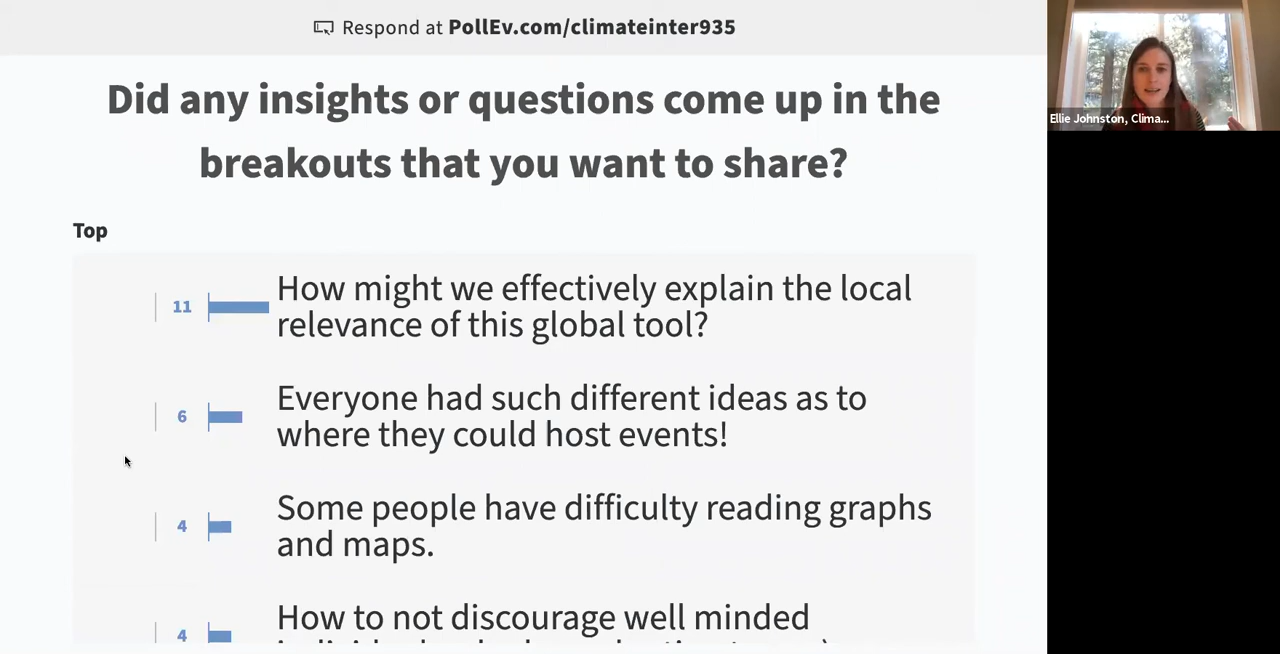 Respond at PollEv.com/climateinter935
Did any insights or questions come up in the
breakouts that you want to share?
Top
11
How might we effectively explain the local
relevance of this global tool?
6
Everyone had such different ideas as to
where they could host events!
4
Some people have difficulty reading graphs
and maps.
4
How to not discourage well minded
Ellie Johnston, Clima...